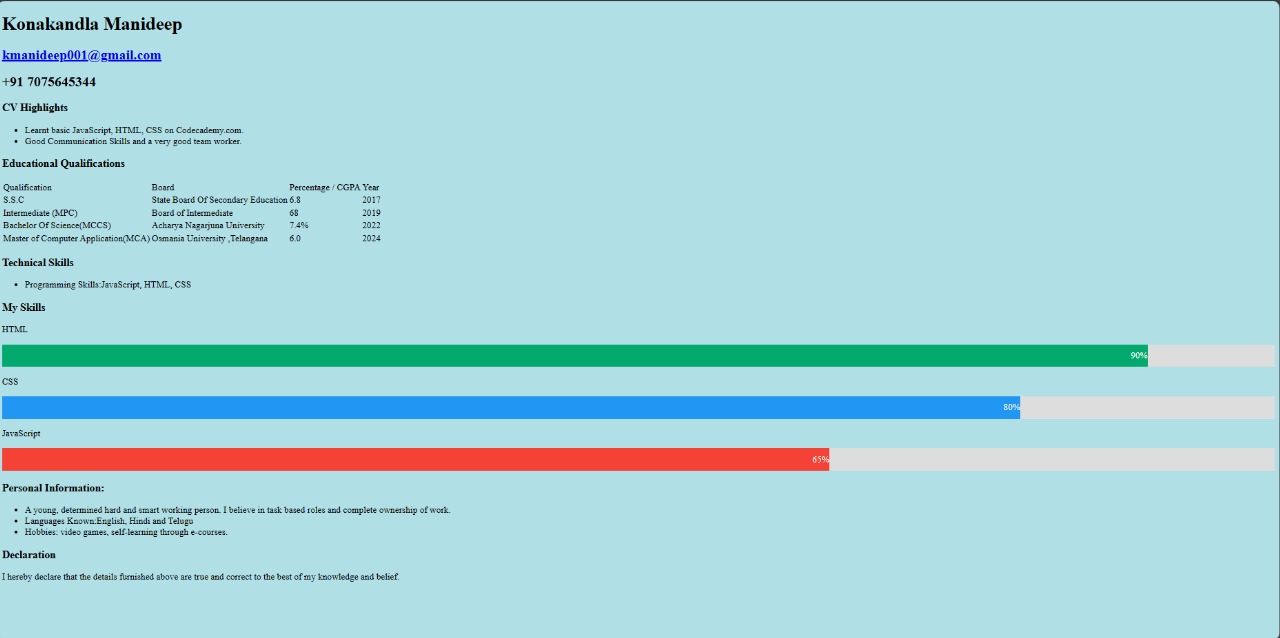 Konakandla Manideep
kmanideep001@gmail.com
+91 7075645344
CV Highlights
• Learnt basic JavaScript, HTML, CSS on Codecademy.com.
• Good Communication Skills and a very good team worker.
Educational Qualifications
Qualification Board Percentage / CGPA Year
S.S.C State Board Of Secondary Education 6.8 2017
Intermediate (MPC) Board of Intermediate 68 2019
Bachelor Of Science(MCCS) Acharya Nagarjuna University 7.4% 2022
Master of Computer Application(MCA) Osmania University ,Telangana 6.0 2024
Technical Skills
• Programming Skills:JavaScript, HTML, CSS
My Skills
HTML
90%
CSS
80%
JavaScript
65%
Personal Information:
• A young, determined hard and smart working person. I believe in task based roles and complete ownership of work.
• Languages Known:English, Hindi and Telugu
• Hobbies: video games, self-learning through e-courses.
Declaration
I hereby declare that the details furnished above are true and correct to the best of my knowledge and belief.